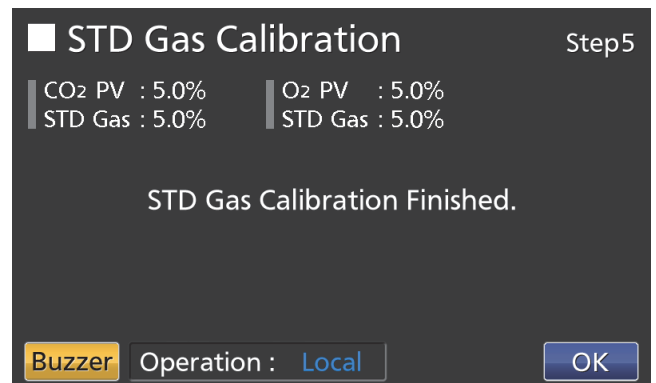 STD Gas Calibration Step5
CO2 PV : 5.0% O2 PV : 5.0%
STD Gas : 5.0% STD Gas : 5.0%
STD Gas Calibration Finished.
Buzzer Operation : Local OK